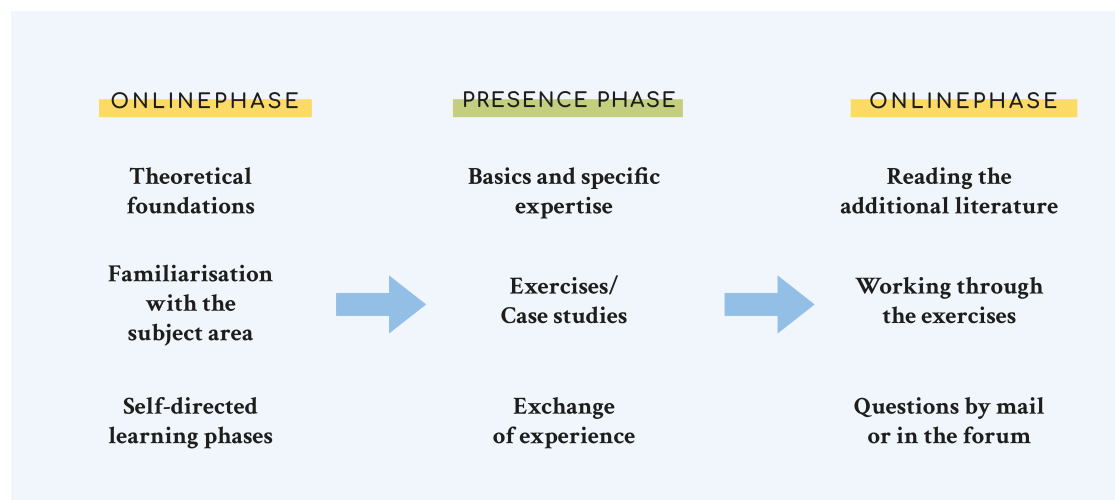 ONLINEPHASE
Theoretical
foundations
Familiarisation
with the
subject area
Self-directed
learning phases
PRESENCE PHASE
Basics and specific
expertise
Exercises/
Case studies
Exchange
of experience
ONLINEPHASE
Reading the
additional literature
Working through
the exercises
Questions by mail
or in the forum